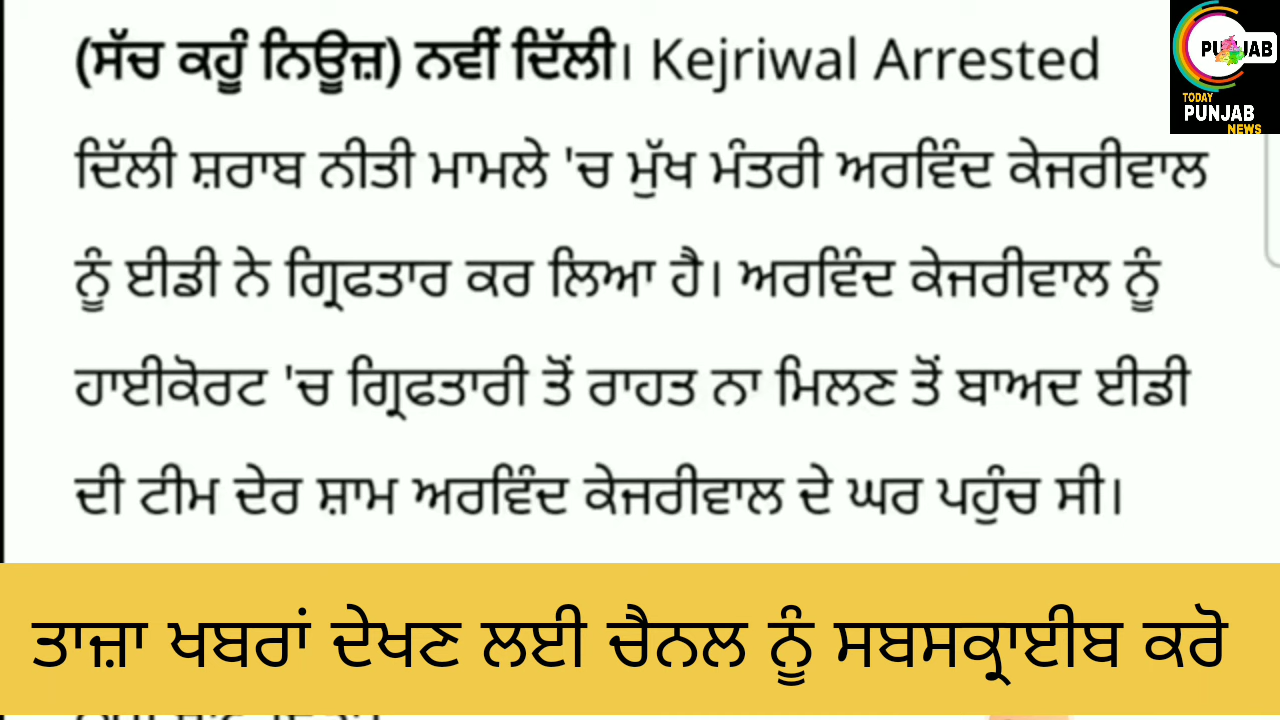 (ਸੱਚ ਕਹੂੰ ਨਿਊਜ਼) ਨਵੀਂ ਦਿੱਲੀ। Kejriwal Arrested
ਦਿੱਲੀ ਸ਼ਰਾਬ ਨੀਤੀ ਮਾਮਲੇ 'ਚ ਮੁੱਖ ਮੰਤਰੀ ਅਰਵਿੰਦ ਕੇਜਰੀਵਾਲ
ਨੂੰ ਈਡੀ ਨੇ ਗ੍ਰਿਫਤਾਰ ਕਰ ਲਿਆ ਹੈ। ਅਰਵਿੰਦ ਕੇਜਰੀਵਾਲ ਨੂੰ
ਹਾਈਕੋਰਟ 'ਚ ਗ੍ਰਿਫਤਾਰੀ ਤੋਂ ਰਾਹਤ ਨਾ ਮਿਲਣ ਤੋਂ ਬਾਅਦ ਈਡੀ
ਦੀ ਟੀਮ ਦੇਰ ਸ਼ਾਮ ਅਰਵਿੰਦ ਕੇਜਰੀਵਾਲ ਦੇ ਘਰ ਪਹੁੰਚ ਸੀ।
ਤਾਜ਼ਾ ਖਬਰਾਂ ਦੇਖਣ ਲਈ ਚੈਨਲ ਨੂੰ ਸਬਸਕ੍ਰਾਈਬ ਕਰੋ
PUNJAB
TODAY
PUNJAB
NEWS